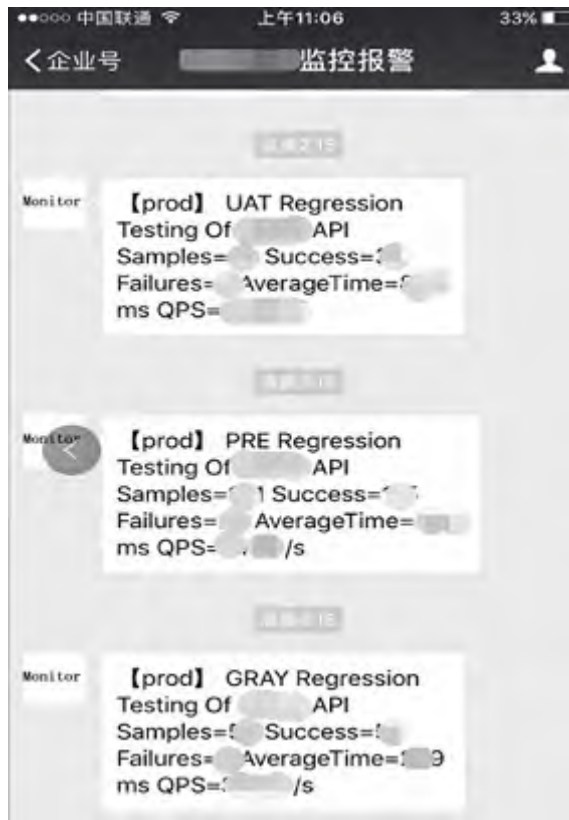 中国联通 上午11:06 33%
企业号 监控报警
Monitor
【prod】 UAT Regression
Testing Of API
Samples= Success=
Failures= AverageTime=
ms QPS=
Monitor
【prod】 PRE Regression
Testing Of API
Samples= 1 Success=
Failures= AverageTime=
ms QPS= /s
Monitor
【prod】 GRAY Regression
Testing Of API
Samples= Success=
Failures= AverageTime= 9
ms QPS= /s